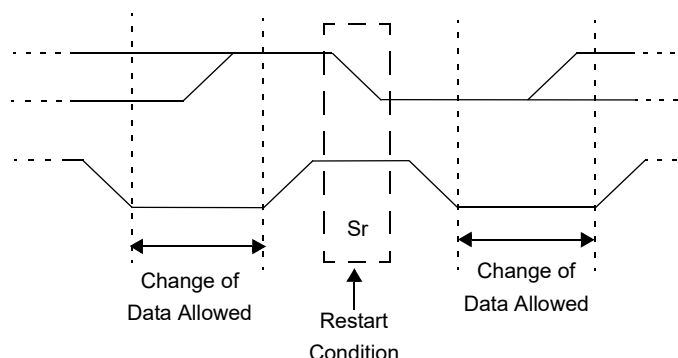 Sr
Change of
Data Allowed
Restart
Condition
Change of
Data Allowed